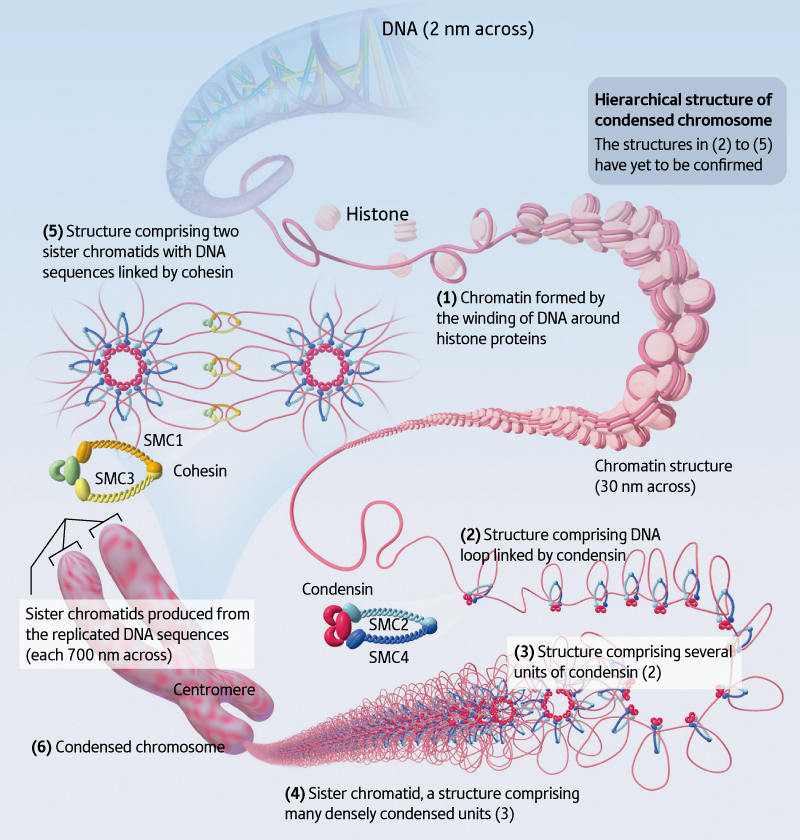 DNA (2 nm across)
Hierarchical structure of
condensed chromosome
The structures in (2) to (5)
have yet to be confirmed
Histone
(5) Structure comprising two
sister chromatids with DNA
sequences linked by cohesin
(1) Chromatin formed by
the winding of DNA around
histone proteins
SMC1
SMC3
Cohesin
Chromatin structure
(30 nm across)
(2) Structure comprising DNA
loop linked by condensin
Condensin
SMC2
SMC4
Sister chromatids produced from
the replicated DNA sequences
(each 700 nm across)
(3) Structure comprising several
units of condensin (2)
Centromere
(6) Condensed chromosome
(4) Sister chromatid, a structure comprising
many densely condensed units (3)